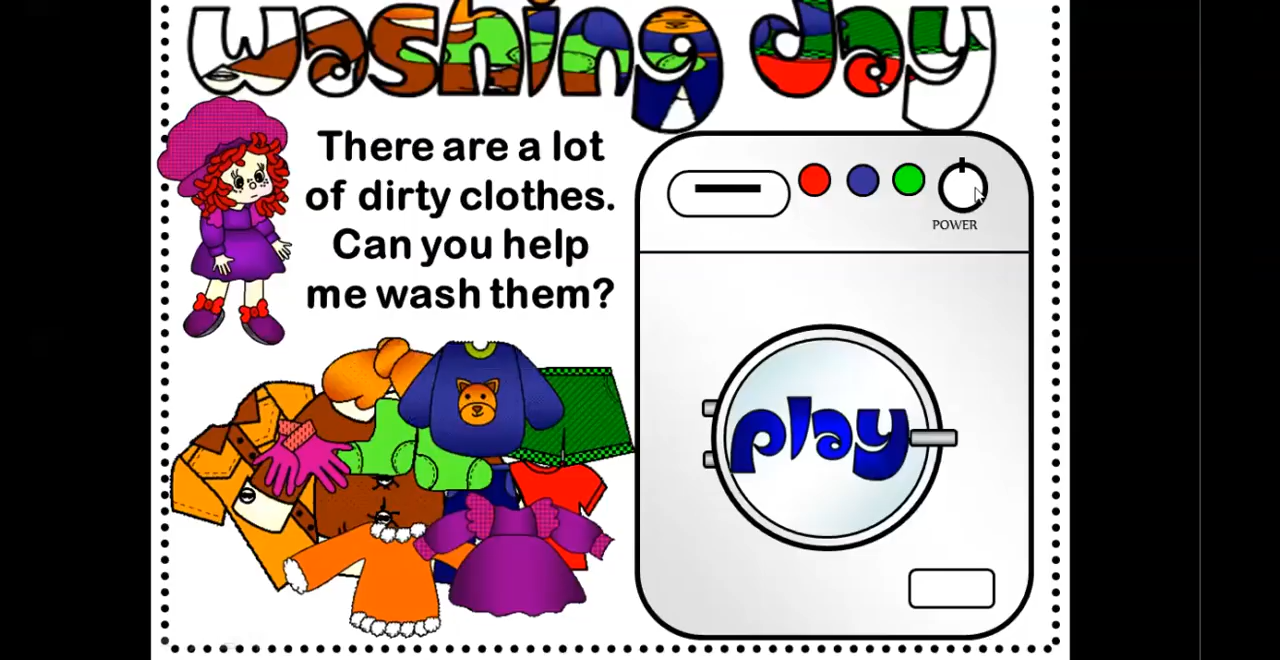 washing day
There are a lot
of dirty clothes.
Can you help
me wash them?
POWER
play